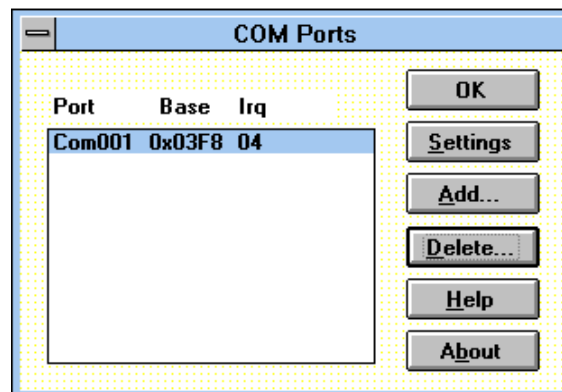 COM Ports
Port Base Irq
Com001 0x03F8 04
OK
Settings
Add...
Delete...
Help
About